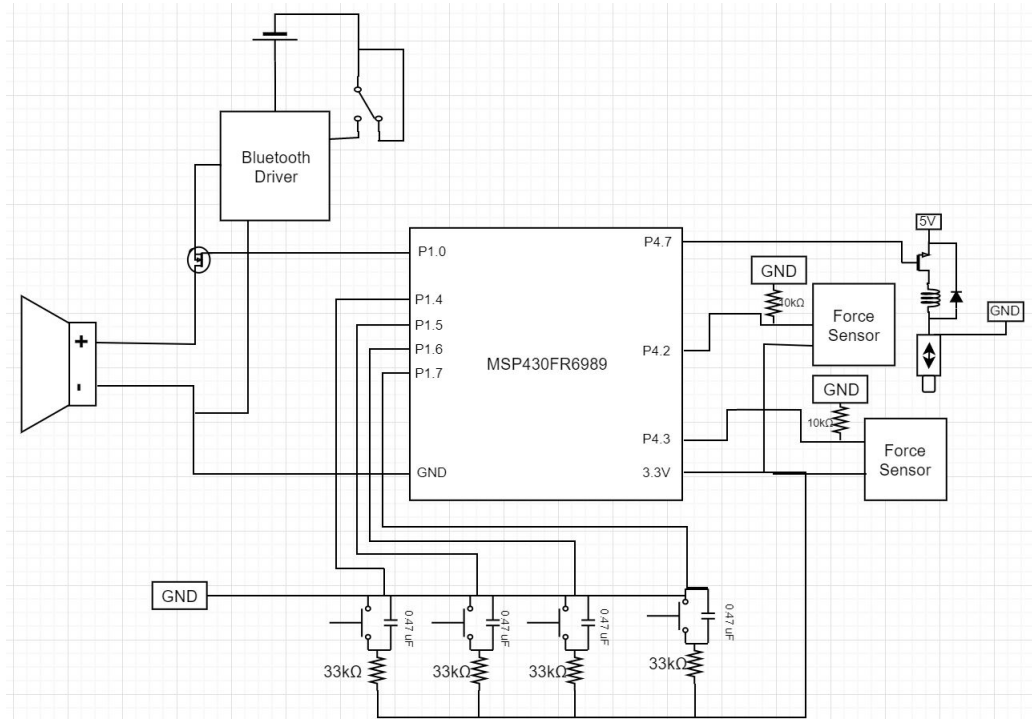 Bluetooth
Driver
5V
P1.0
P4.7
GND
10kΩ
P1.4
Force
Sensor
GND
P1.5
P1.6
P4.2
MSP430FR6989
P1.7
+
-
GND
10kΩ
P4.3
Force
Sensor
GND
3.3V
GND
0.47 uF
0.47 uF
0.47 uF
0.47 uF
33kΩ
33kΩ
33kΩ
33kΩ